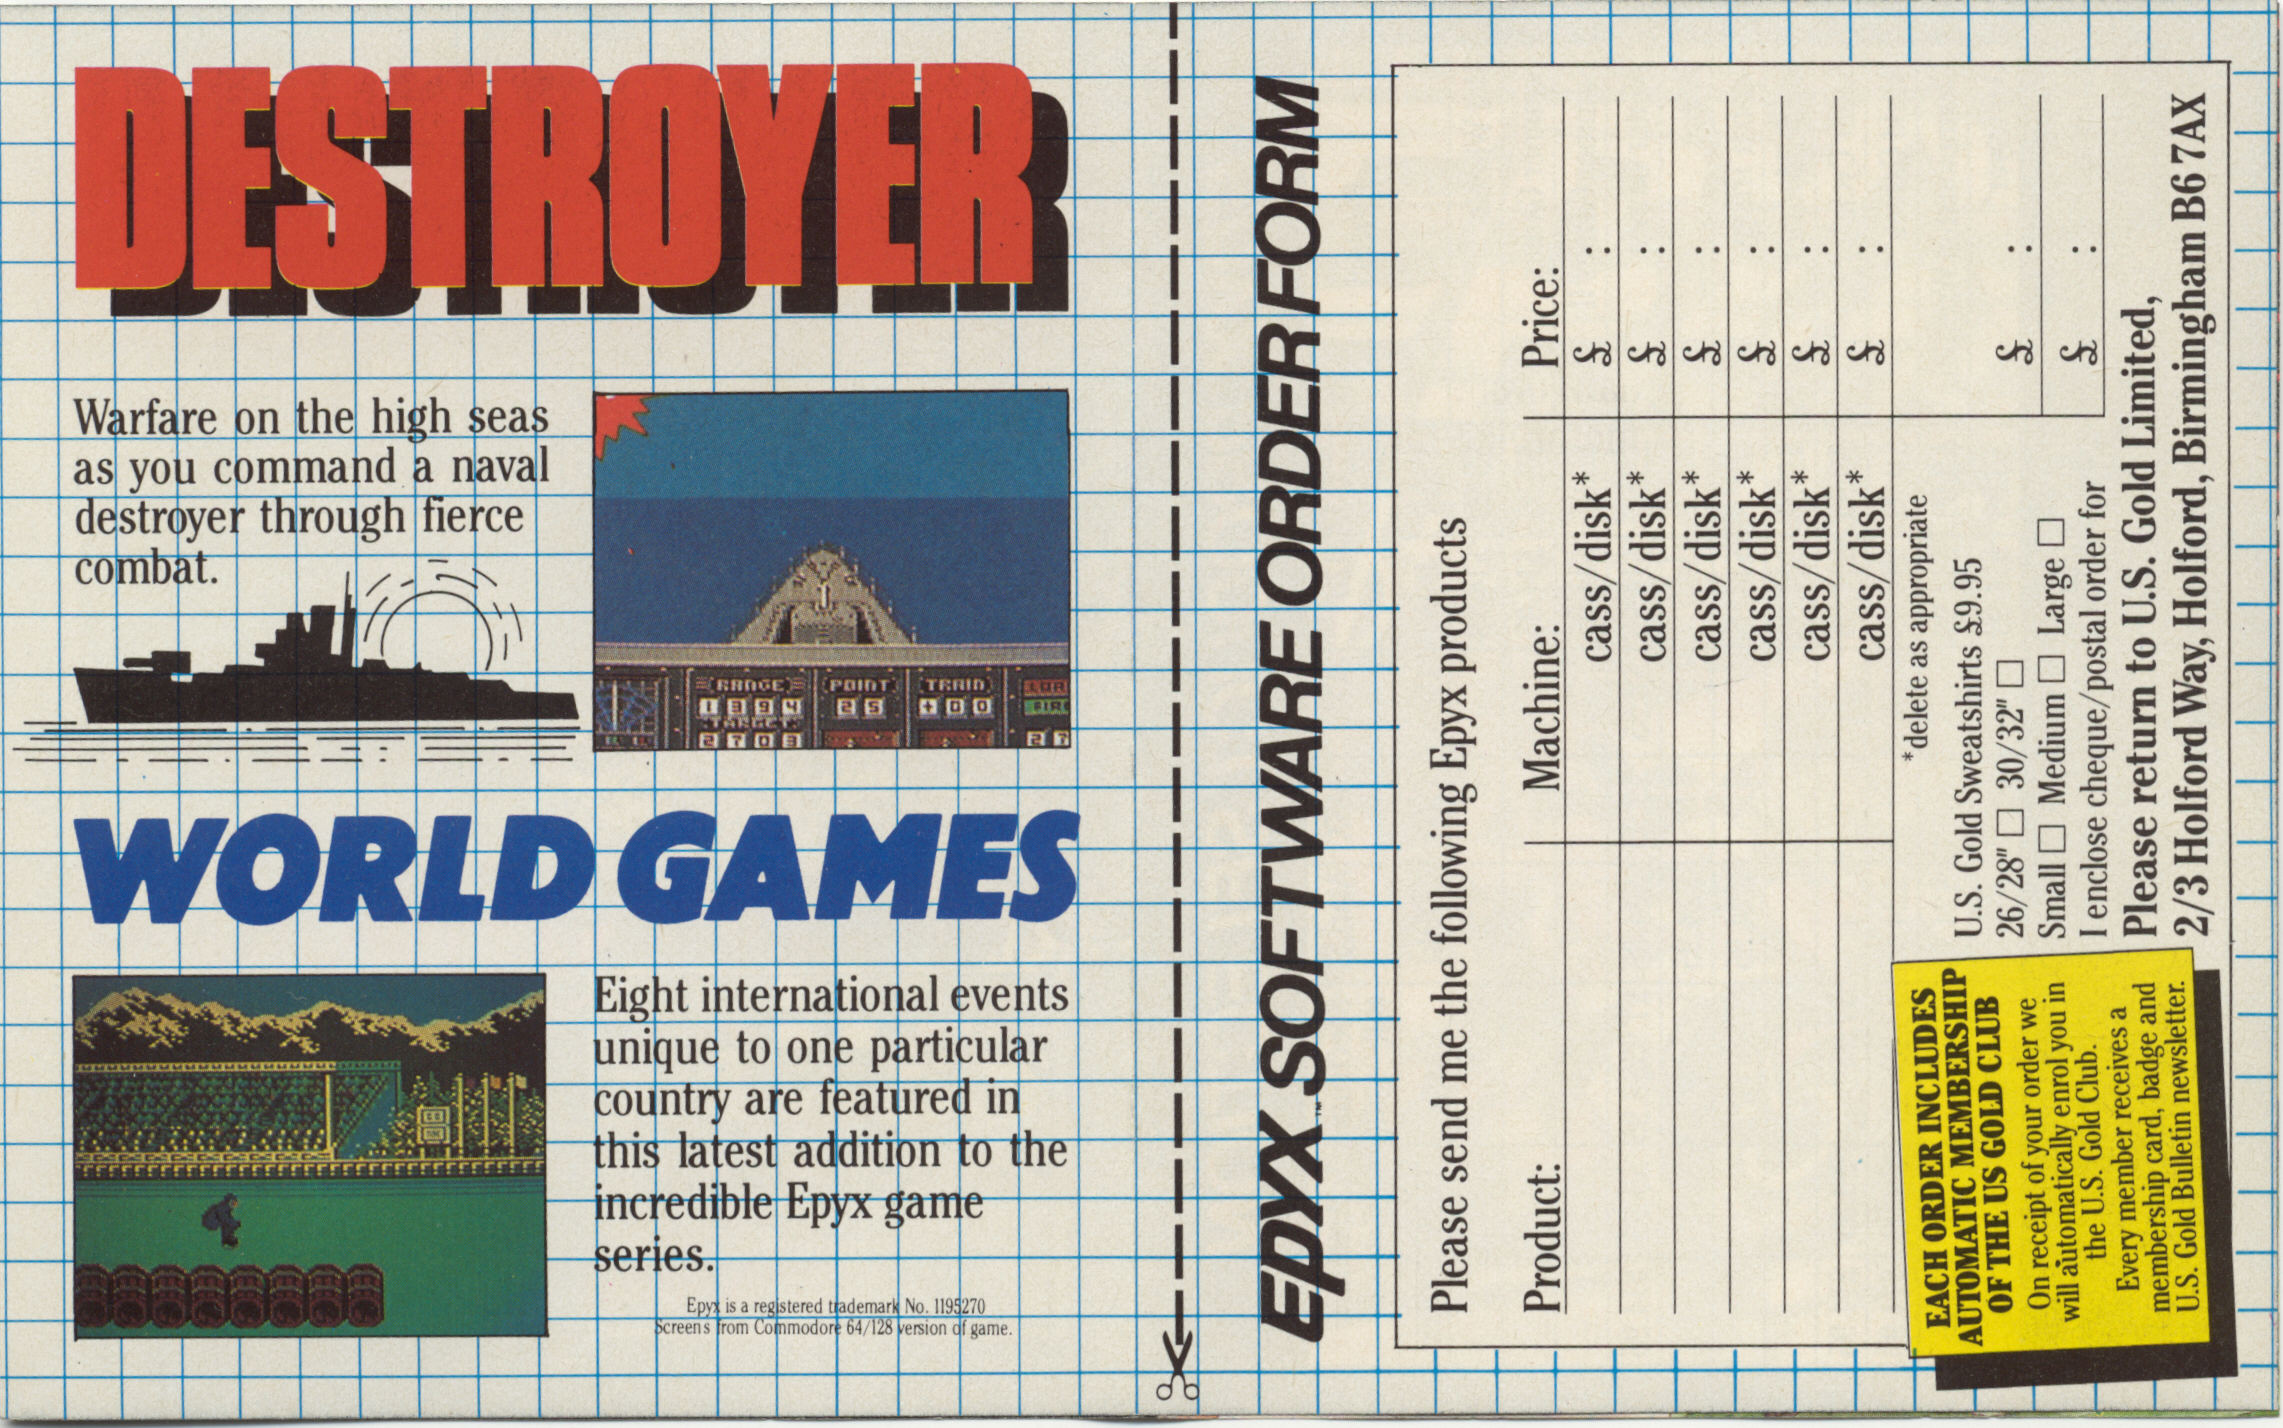 DESTROYER
Warfare on the high seas
as you command a naval
destroyer through fierce
combat.
RANGE POINT TRAIN
1394 25 +00
TARGET
2703
WORLD GAMES
Eight international events
unique to one particular
country are featured in
this latest addition to the
incredible Epyx game
series.
Epyx is a registered trademark No. 1195270
Screens from Commodore 64/128 version of game.
EPYX™ SOFTWARE ORDER FORM
Please send me the following Epyx products
Product: Machine: Price:
cass/disk* £ :
cass/disk* £ :
cass/disk* £ :
cass/disk* £ :
cass/disk* £ :
cass/disk* £ :
*delete as appropriate
U.S. Gold Sweatshirts £9.95
26/28" □ 30/32" □ £ :
Small □ Medium □ Large □
I enclose cheque/postal order for £ :
Please return to U.S. Gold Limited,
2/3 Holford Way, Holford, Birmingham B6 7AX
EACH ORDER INCLUDES
AUTOMATIC MEMBERSHIP
OF THE US GOLD CLUB
On receipt of your order we
will automatically enrol you in
the U.S. Gold Club.
Every member receives a
membership card, badge and
U.S. Gold Bulletin newsletter.